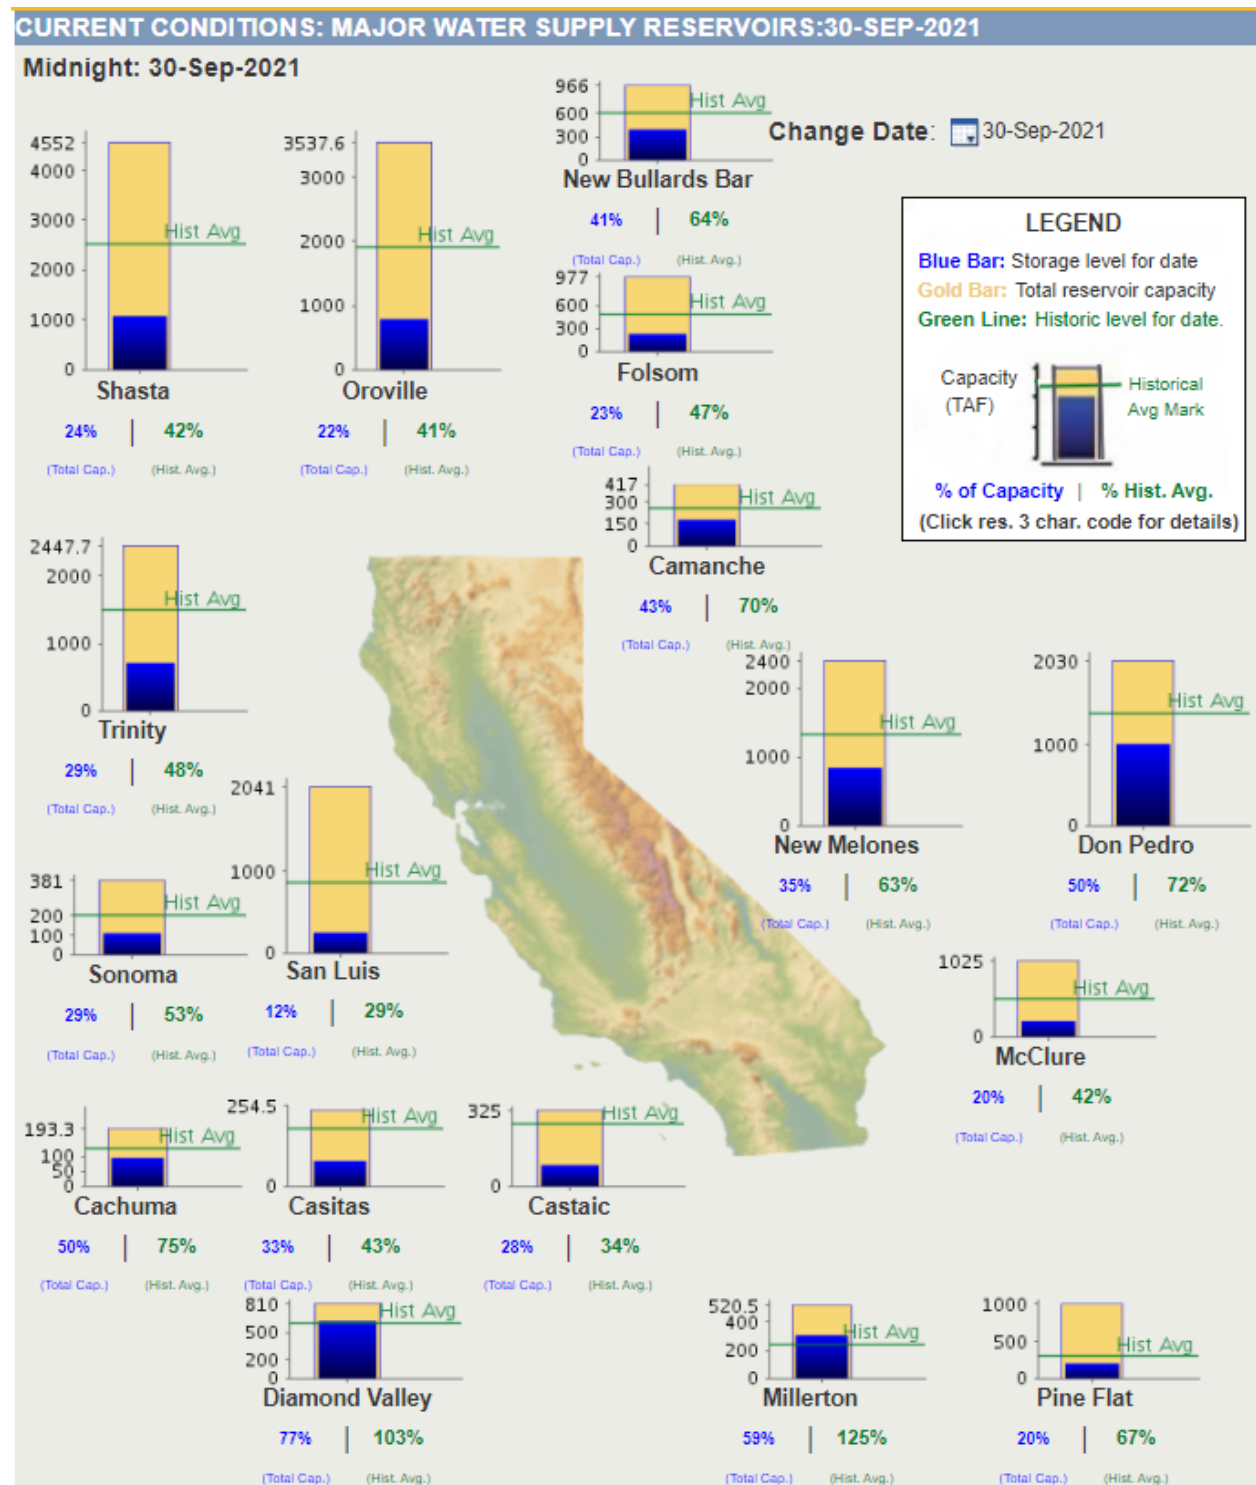 CURRENT CONDITIONS: MAJOR WATER SUPPLY RESERVOIRS:30-SEP-2021
Midnight: 30-Sep-2021
Change Date: 30-Sep-2021
4552
4000
3000
2000
1000
0
Hist Avg
Shasta
24% | 42%
(Total Cap.) (Hist. Avg.)
3537.6
3000
2000
1000
0
Hist Avg
Oroville
22% | 41%
(Total Cap.) (Hist. Avg.)
966
600
300
0
Hist Avg
New Bullards Bar
41% | 64%
(Total Cap.) (Hist. Avg.)
977
600
300
0
Hist Avg
Folsom
23% | 47%
(Total Cap.) (Hist. Avg.)
LEGEND
Blue Bar: Storage level for date
Gold Bar: Total reservoir capacity
Green Line: Historic level for date.
Capacity
(TAF)
Historical
Avg Mark
% of Capacity | % Hist. Avg.
(Click res. 3 char. code for details)
417
300
150
0
Hist Avg
Camanche
43% | 70%
(Total Cap.) (Hist. Avg.)
2447.7
2000
1000
0
Hist Avg
Trinity
29% | 48%
(Total Cap.) (Hist. Avg.)
2400
2000
1000
0
Hist Avg
New Melones
35% | 63%
(Total Cap.) (Hist. Avg.)
2030
1000
0
Hist Avg
Don Pedro
50% | 72%
(Total Cap.) (Hist. Avg.)
381
200
100
0
Hist Avg
Sonoma
29% | 53%
(Total Cap.) (Hist. Avg.)
2041
1000
0
Hist Avg
San Luis
12% | 29%
(Total Cap.) (Hist. Avg.)
1025
0
Hist Avg
McClure
20% | 42%
(Total Cap.) (Hist. Avg.)
193.3
100
50
0
Hist Avg
Cachuma
50% | 75%
(Total Cap.) (Hist. Avg.)
254.5
0
Hist Avg
Casitas
33% | 43%
(Total Cap.) (Hist. Avg.)
325
0
Hist Avg
Castaic
28% | 34%
(Total Cap.) (Hist. Avg.)
810
500
200
0
Hist Avg
Diamond Valley
77% | 103%
(Total Cap.) (Hist. Avg.)
520.5
400
200
0
Hist Avg
Millerton
59% | 125%
(Total Cap.) (Hist. Avg.)
1000
500
0
Hist Avg
Pine Flat
20% | 67%
(Total Cap.) (Hist. Avg.)